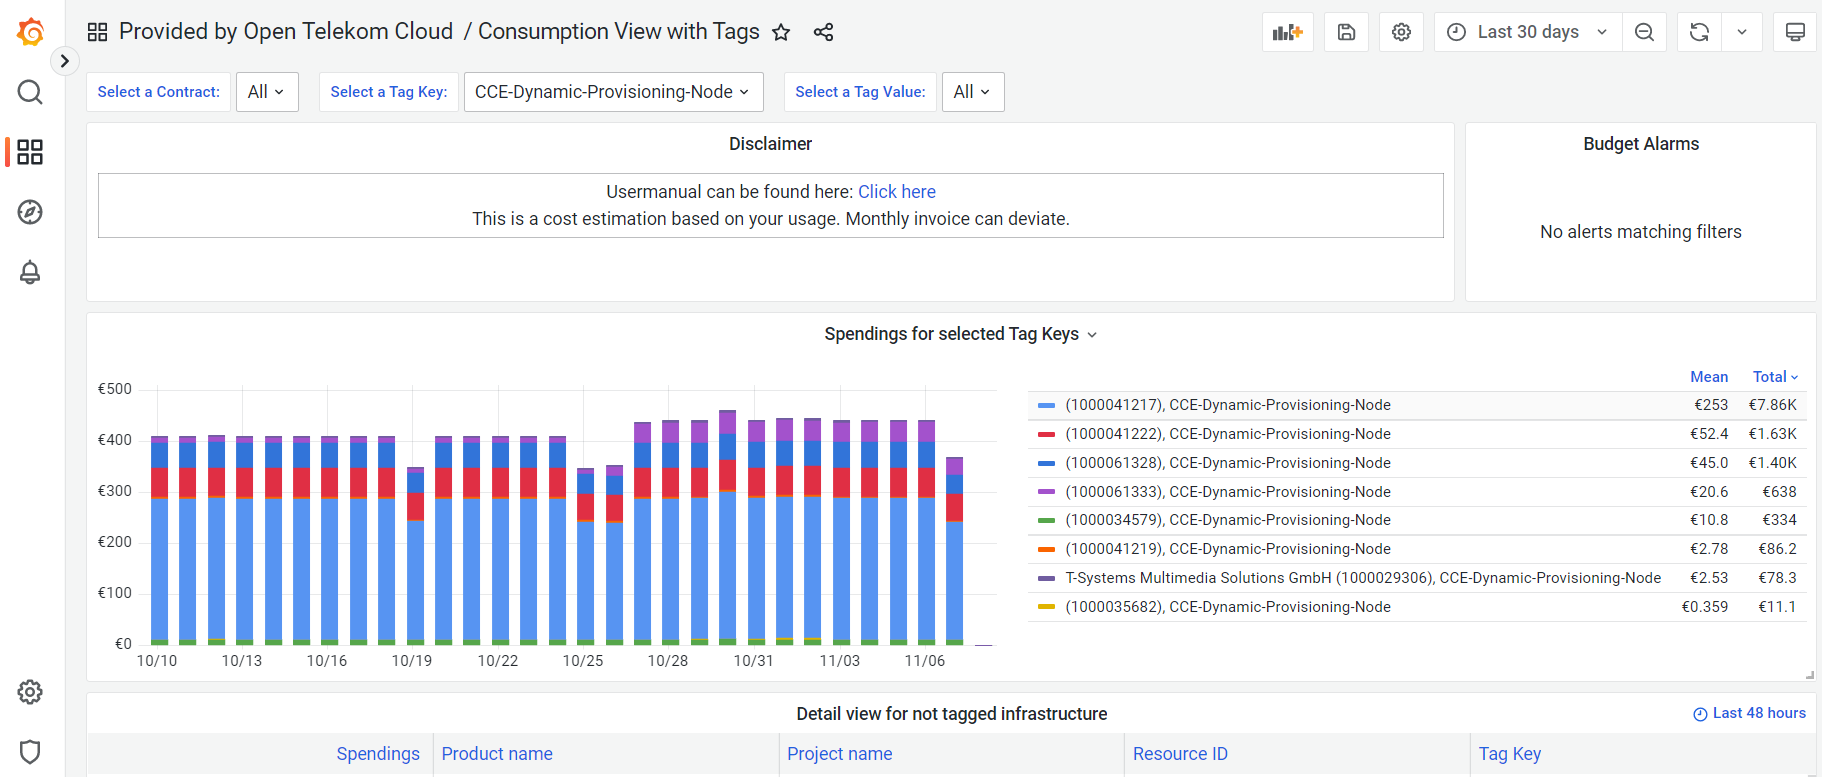 Provided by Open Telekom Cloud / Consumption View with Tags
Last 30 days
Select a Contract: All
Select a Tag Key: CCE-Dynamic-Provisioning-Node
Select a Tag Value: All
Disclaimer
Usermanual can be found here: Click here
This is a cost estimation based on your usage. Monthly invoice can deviate.
Budget Alarms
No alerts matching filters
Spendings for selected Tag Keys
€500
€400
€300
€200
€100
€0
10/10 10/13 10/16 10/19 10/22 10/25 10/28 10/31 11/03 11/06
Mean Total
(1000041217), CCE-Dynamic-Provisioning-Node €253 €7.86K
(1000041222), CCE-Dynamic-Provisioning-Node €52.4 €1.63K
(1000061328), CCE-Dynamic-Provisioning-Node €45.0 €1.40K
(1000061333), CCE-Dynamic-Provisioning-Node €20.6 €638
(1000034579), CCE-Dynamic-Provisioning-Node €10.8 €334
(1000041219), CCE-Dynamic-Provisioning-Node €2.78 €86.2
T-Systems Multimedia Solutions GmbH (1000029306), CCE-Dynamic-Provisioning-Node €2.53 €78.3
(1000035682), CCE-Dynamic-Provisioning-Node €0.359 €11.1
Detail view for not tagged infrastructure
Last 48 hours
Spendings Product name Project name Resource ID Tag Key